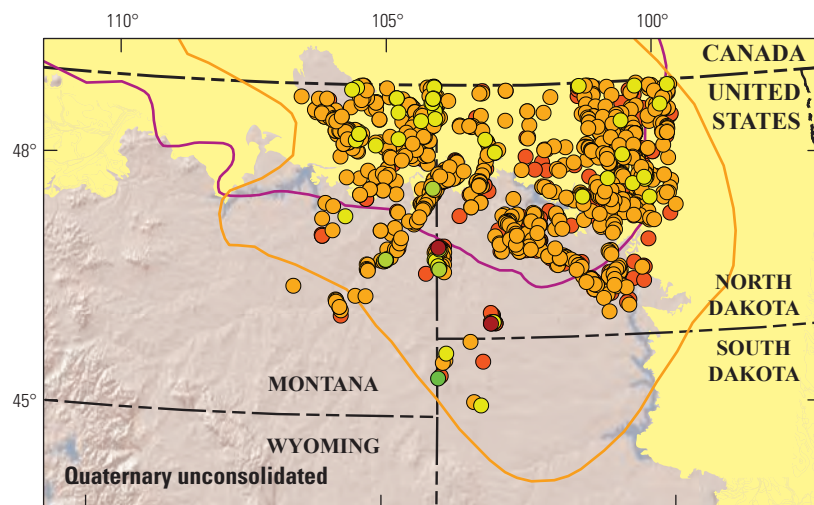 110° 105° 100°
CANADA
UNITED
STATES
48°
NORTH
DAKOTA
SOUTH
DAKOTA
MONTANA
45°
WYOMING
Quaternary unconsolidated